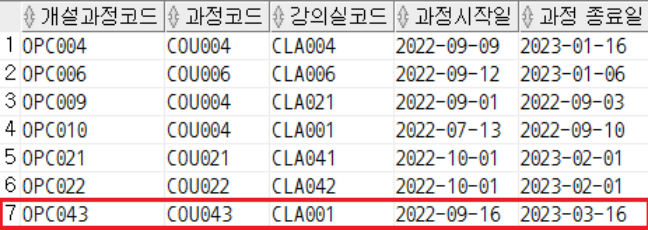 개설과정코드 과정코드 강의실코드 과정시작일 과정 종료일
1 OPC004 COU004 CLA004 2022-09-09 2023-01-16
2 OPC006 COU006 CLA006 2022-09-12 2023-01-06
3 OPC009 COU004 CLA021 2022-09-01 2022-09-03
4 OPC010 COU004 CLA001 2022-07-13 2022-09-10
5 OPC021 COU021 CLA041 2022-10-01 2023-02-01
6 OPC022 COU022 CLA042 2022-10-01 2023-02-01
7 OPC043 COU043 CLA001 2022-09-16 2023-03-16